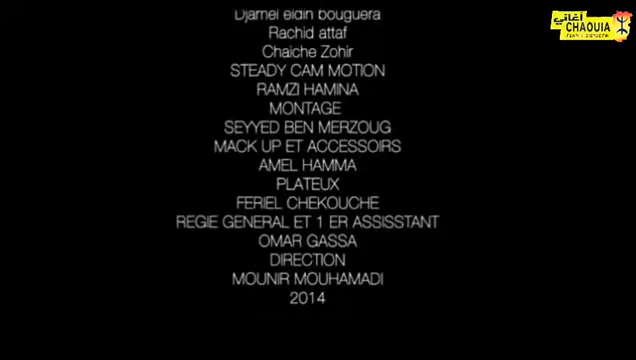 Djamel eldin bouguera
Rachid attaf
Chaiche Zohir
STEADY CAM MOTION
RAMZI HAMINA
MONTAGE
SEYYED BEN MERZOUG
MACK UP ET ACCESSOIRS
AMEL HAMMA
PLATEUX
FERIEL CHEKOUCHE
REGIE GENERAL ET 1 ER ASSISSTANT
OMAR GASSA
DIRECTION
MOUNIR MOUHAMADI
2014
أغاني
CHAOUIA